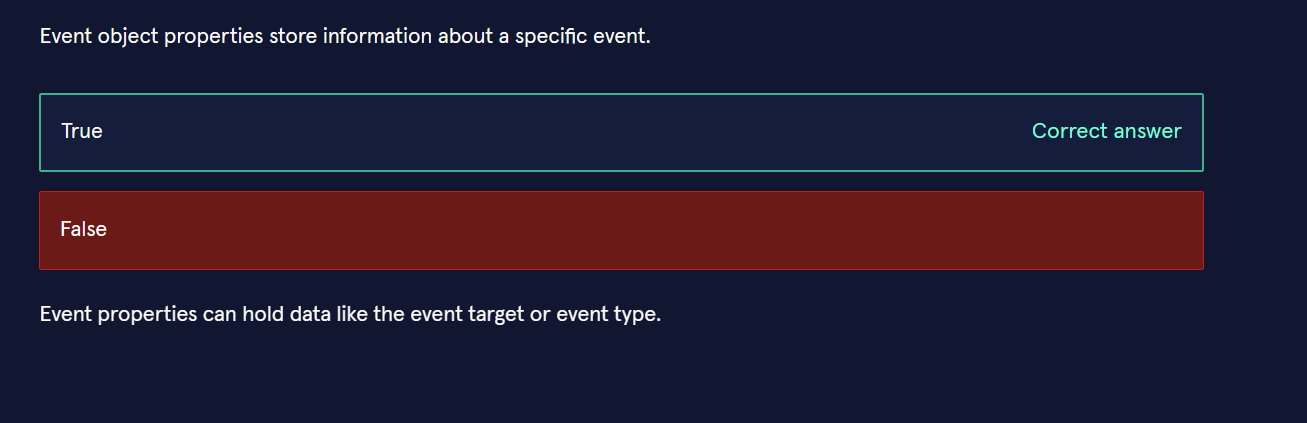 Event object properties store information about a specific event.
True
Correct answer
False
Event properties can hold data like the event target or event type.